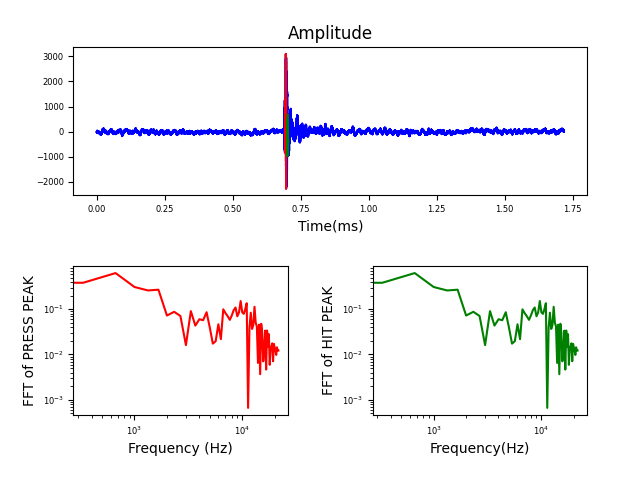 Amplitude
3000
2000
1000
0
−1000
−2000
0.00 0.25 0.50 0.75 1.00 1.25 1.50 1.75
Time(ms)
FFT of PRESS PEAK
10⁻¹
10⁻²
10⁻³
10³ 10⁴
Frequency (Hz)
FFT of HIT PEAK
10⁻¹
10⁻²
10⁻³
10³ 10⁴
Frequency(Hz)